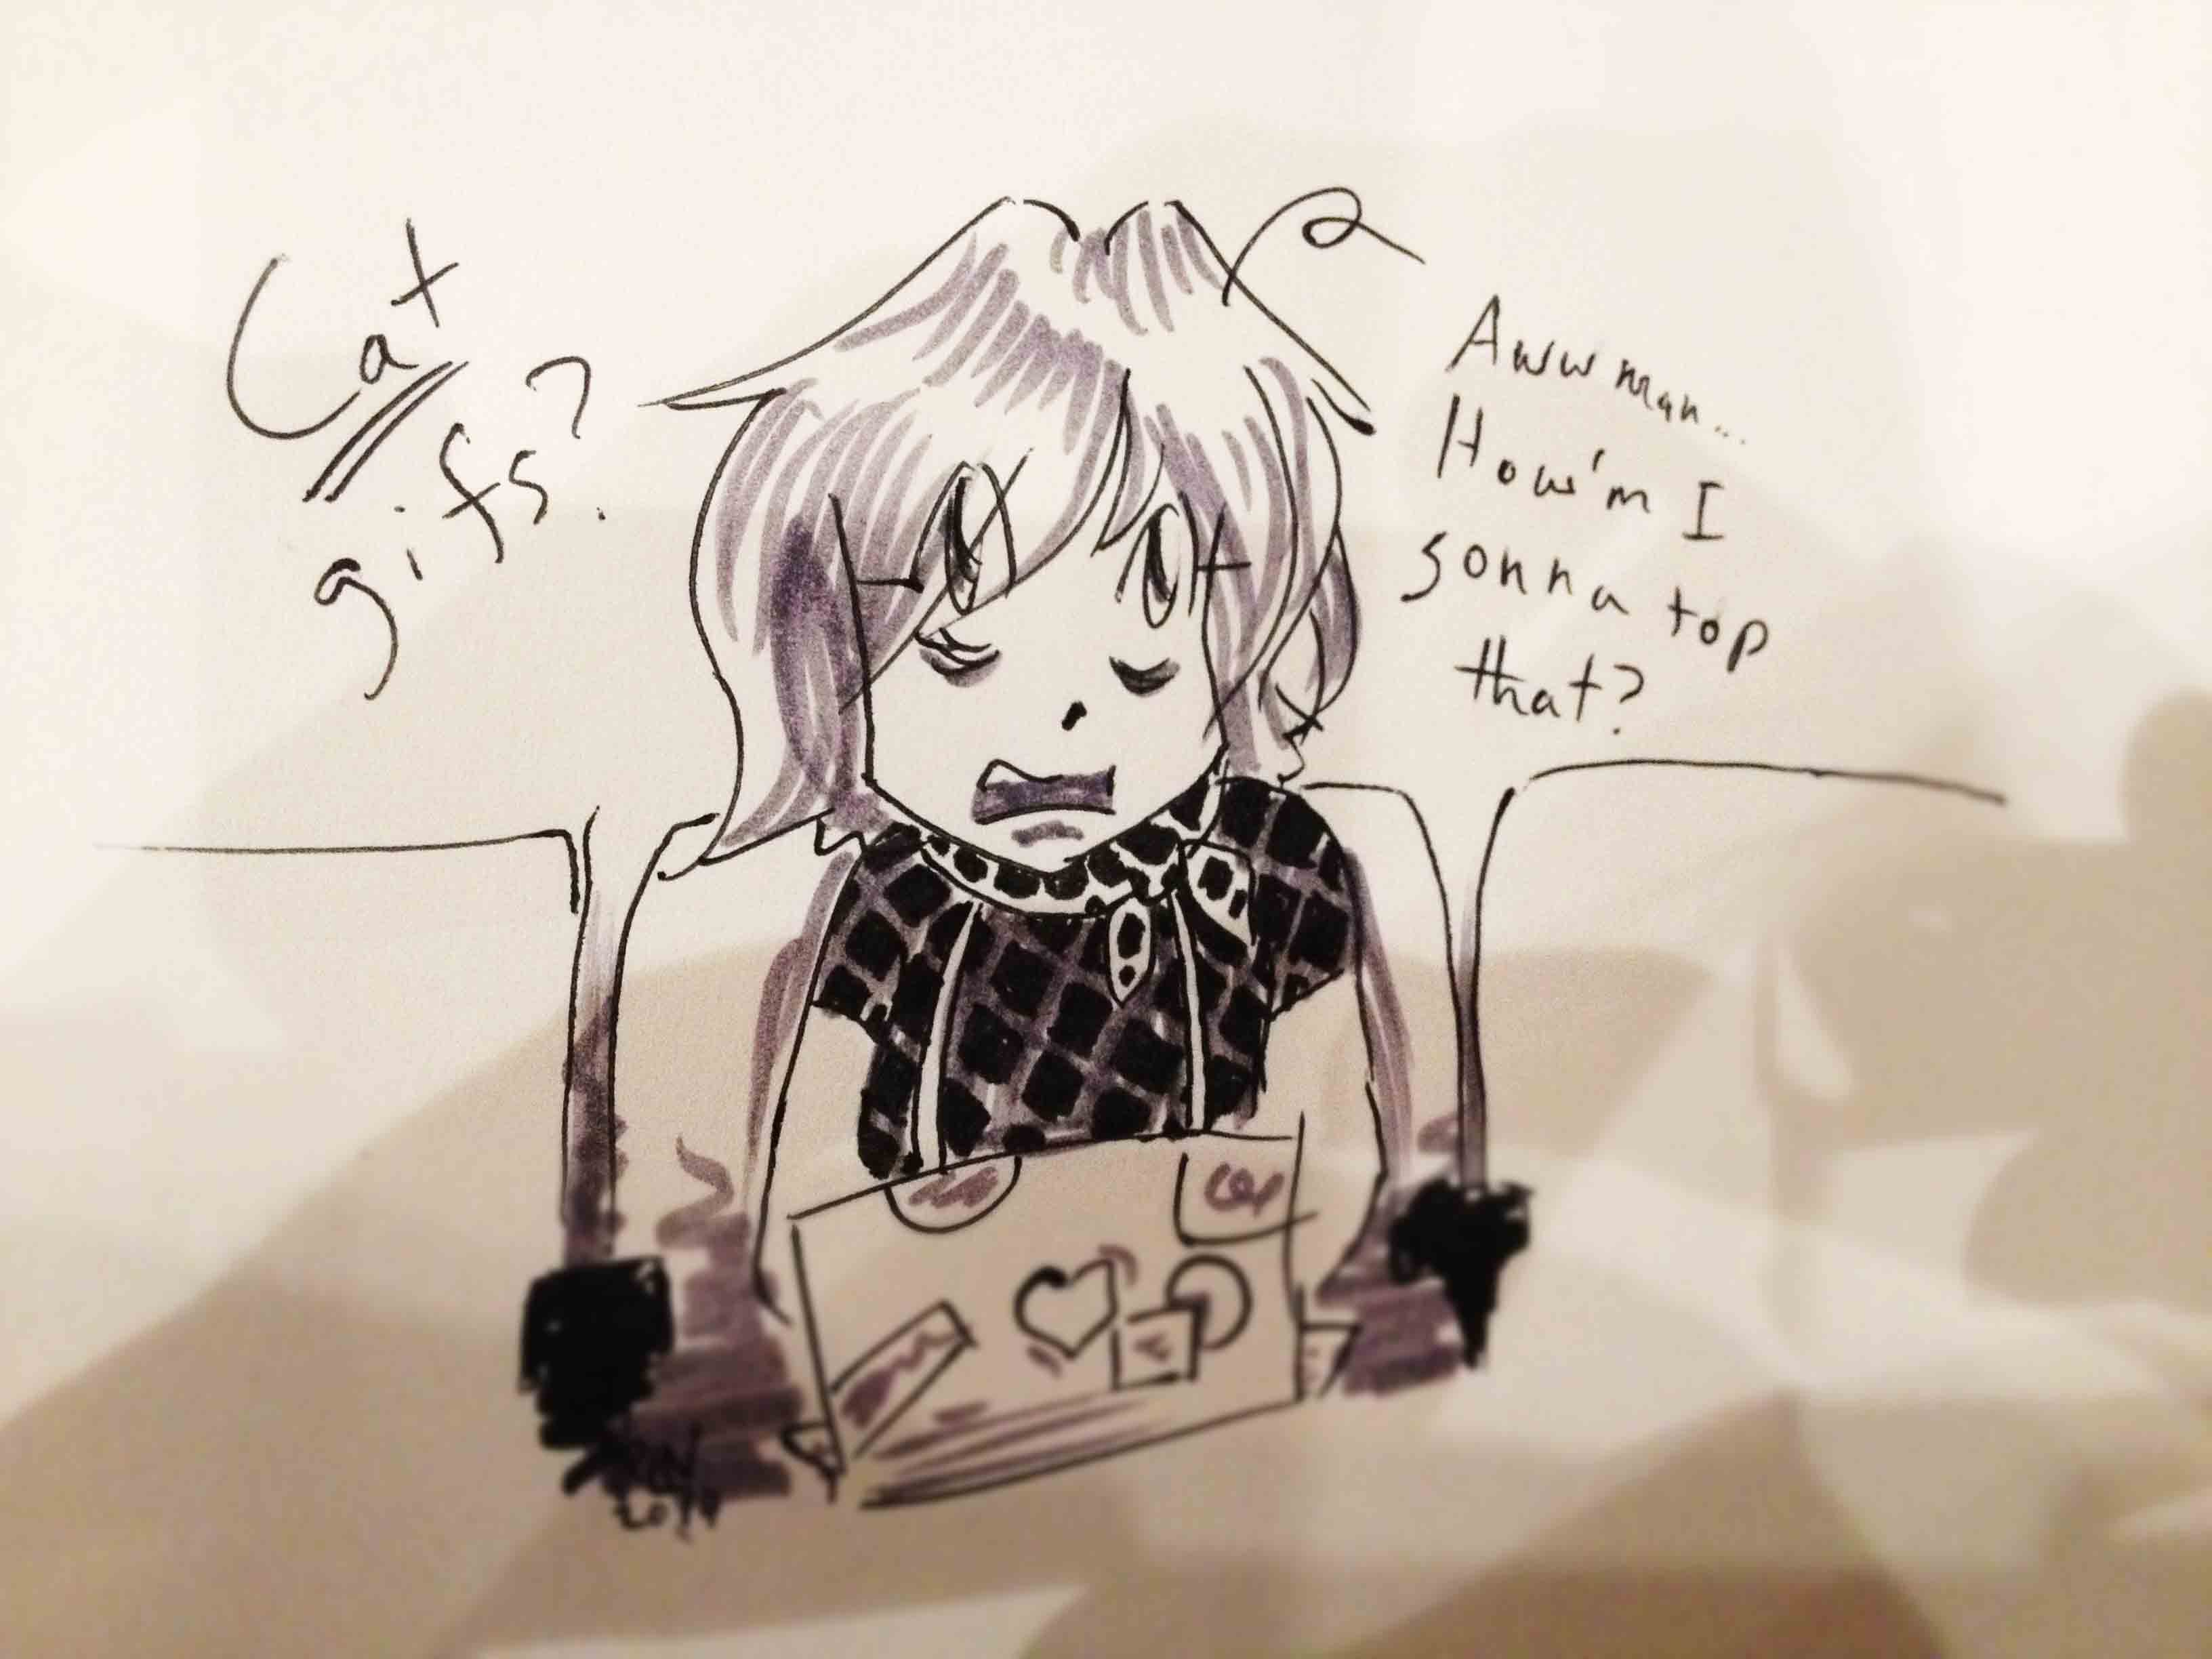 Cat
gifs?
Aww man...
How'm I
gonna top
that?